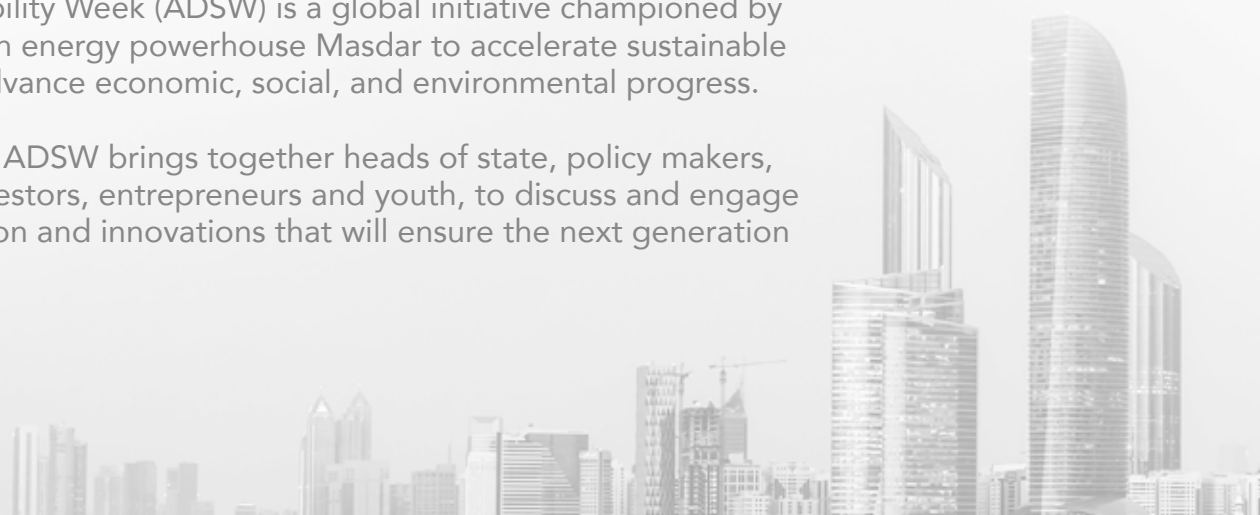 bility Week (ADSW) is a global initiative championed by
n energy powerhouse Masdar to accelerate sustainable
dvance economic, social, and environmental progress.
ADSW brings together heads of state, policy makers,
estors, entrepreneurs and youth, to discuss and engage
on and innovations that will ensure the next generation